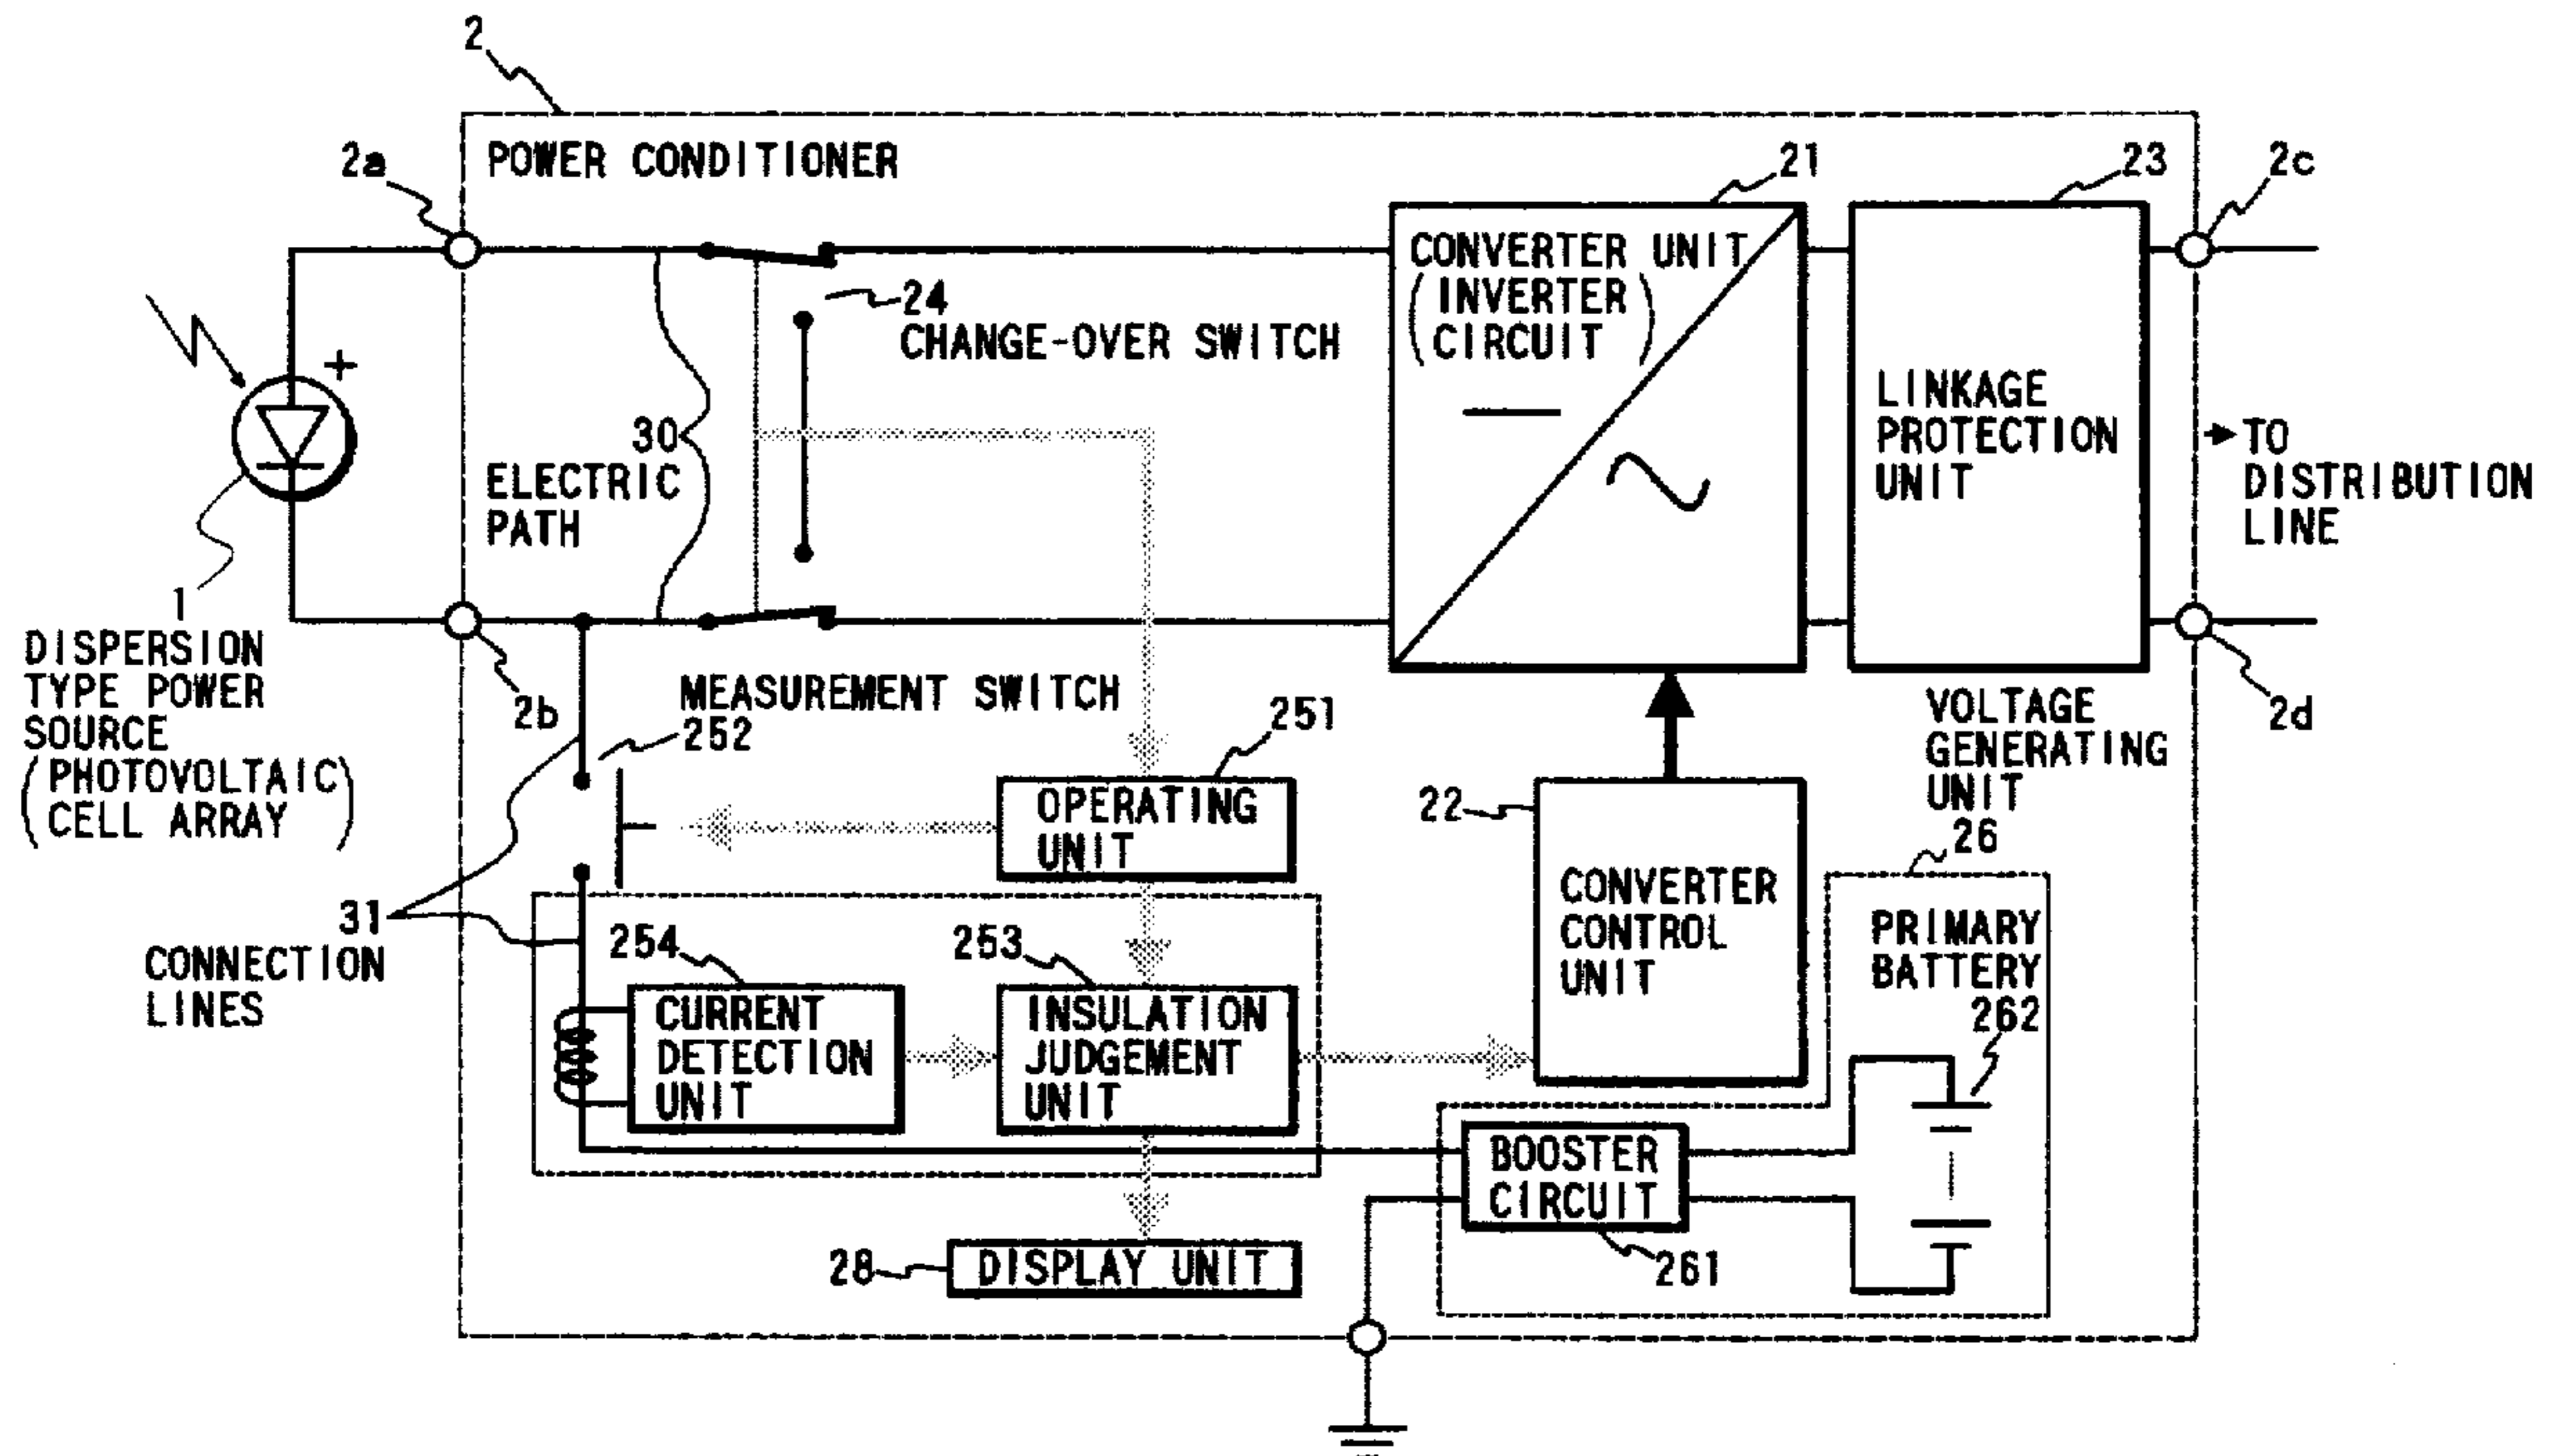 2
POWER CONDITIONER
2a
21
23
2c
CONVERTER UNIT
(INVERTER
CIRCUIT)
24
CHANGE-OVER SWITCH
+
30
ELECTRIC
PATH
LINKAGE
PROTECTION
UNIT
TO
DISTRIBUTION
LINE
1
DISPERSION
TYPE POWER
SOURCE
(PHOTOVOLTAIC
CELL ARRAY)
2b
MEASUREMENT SWITCH
252
251
2d
VOLTAGE
GENERATING
UNIT
26
OPERATING
UNIT
22
CONVERTER
CONTROL
UNIT
31
CONNECTION
LINES
254
253
CURRENT
DETECTION
UNIT
INSULATION
JUDGEMENT
UNIT
PRIMARY
BATTERY
262
BOOSTER
CIRCUIT
261
28
DISPLAY UNIT